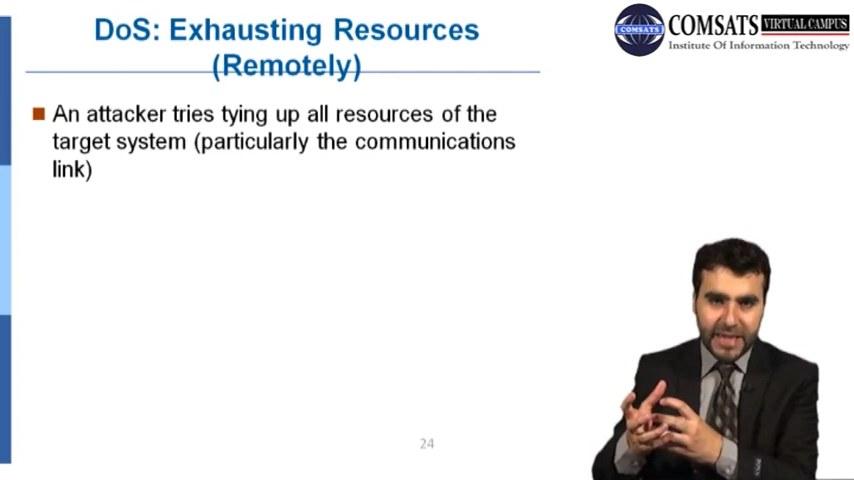 DoS: Exhausting Resources
(Remotely)
COMSATS VIRTUAL CAMPUS
COMSATS
Institute Of Information Technology
An attacker tries tying up all resources of the
target system (particularly the communications
link)
24